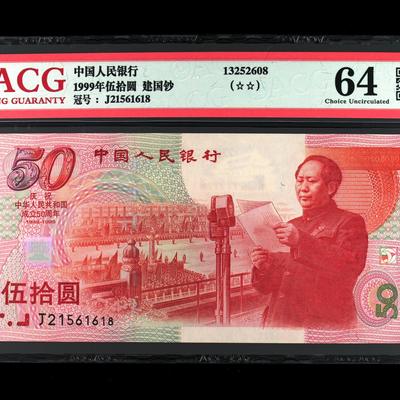 ACG
NG GUARANTY
中国人民银行
1999年伍拾圆 建国钞
冠号：J21561618
13252608
(☆☆)
64
Choice Uncirculated
50
庆祝
中华人民共和国
成立50周年
1949-1999
中国人民银行
伍拾圆
J21561618
50